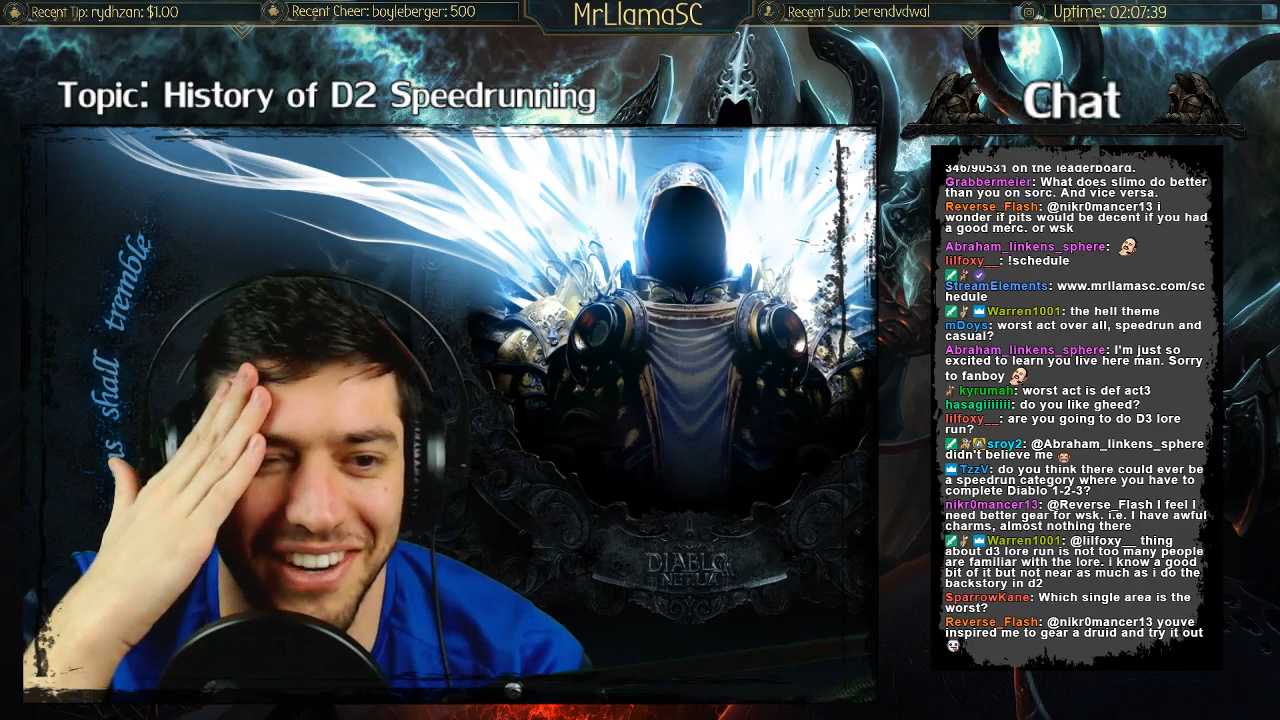 Recent Tip: rydhzan: $1.00
Recent Cheer: boyleberger: 500
MrLlamaSC
Recent Sub: berendvdwal
Uptime: 02:07:39
Topic: History of D2 Speedrunning
Chat
shall tremble
DIABLO
346/90531 on the leaderboard.
Grabbermeier: What does slimo do better
than you on sorc. And vice versa.
Reverse_Flash: @nikr0mancer13 i
wonder if pits would be decent if you had
a good merc. or wsk
Abraham_linkens_sphere:
lilfoxy__: !schedule
StreamElements: www.mrllamasc.com/sc
hedule
Warren1001: the hell theme
mDoys: worst act over all, speedrun and
casual?
Abraham_linkens_sphere: I'm just so
excited to learn you live here man. Sorry
to fanboy
kyrumah: worst act is def act3
hasagiiiiii: do you like gheed?
lilfoxy__: are you going to do D3 lore
run?
sroy2: @Abraham_linkens_sphere
didn't believe me
TzzV: do you think there could ever be
a speedrun category where you have to
complete Diablo 1-2-3?
nikr0mancer13: @Reverse_Flash I feel I
need better gear for wsk. i.e. I have awful
charms, almost nothing there
Warren1001: @lilfoxy__ thing
about d3 lore run is not too many people
are familiar with the lore. I know a good
bit of it but not near as much as i do the
backstory in d2
SparrowKane: Which single area is the
worst?
Reverse_Flash: @nikr0mancer13 youve
inspired me to gear a druid and try it out